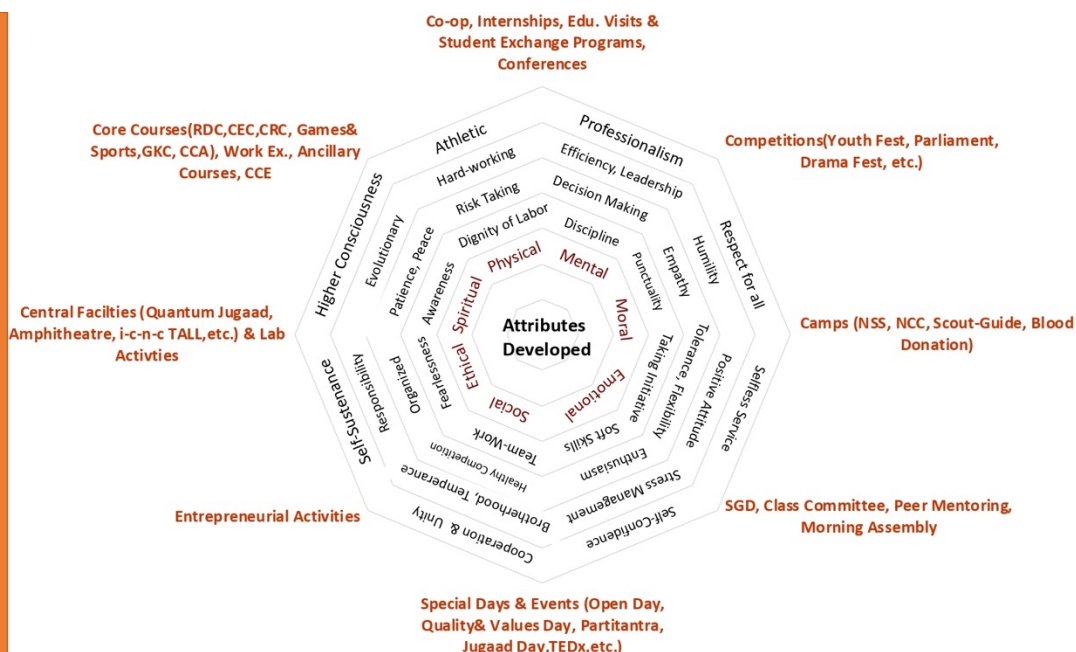 Co-op, Internships, Edu. Visits &
Student Exchange Programs,
Conferences
Core Courses(RDC,CEC,CRC, Games&
Sports,GKC, CCA), Work Ex., Ancillary
Courses, CCE
Competitions(Youth Fest, Parliament,
Drama Fest, etc.)
Athletic
Professionalism
Hard-working
Efficiency, Leadership
Risk Taking
Decision Making
Dignity of Labor
Discipline
Physical
Mental
Higher Consciousness
Evolutionary
Patience, Peace
Awareness
Spiritual
Moral
Punctuality
Empathy
Humility
Respect for all
Central Facilties (Quantum Jugaad,
Amphitheatre, i-c-n-c TALL,etc.) & Lab
Activties
Attributes
Developed
Camps (NSS, NCC, Scout-Guide, Blood
Donation)
Self-Sustenance
Responsibility
Organized
Fearlessness
Ethical
Emotional
Taking Initiative
Tolerance, Flexibility
Positive Attitude
Selfless Service
Social
Team-Work
Soft Skills
Healthy Competition
Enthusiasm
Brotherhood, Temperance
Stress Management
Cooperation & Unity
Self-Confidence
Entrepreneurial Activities
SGD, Class Committee, Peer Mentoring,
Morning Assembly
Special Days & Events (Open Day,
Quality& Values Day, Partitantra,
Jugaad Day,TEDx,etc.)